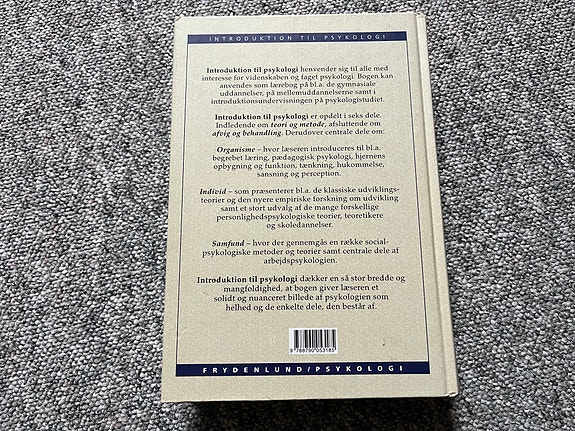 INTRODUKTION TIL PSYKOLOGI
Introduktion til psykologi henvender sig til alle med
interesse for videnskaben og faget psykologi. Bogen kan
anvendes som lærebog på bl.a. de gymnasiale
uddannelser, på mellemuddannelserne samt i
introduktionsundervisningen på psykologistudiet.
Introduktion til psykologi er opdelt i seks dele.
Indledende om teori og metode, afsluttende om
afvig og behandling. Derudover centrale dele om:
Organisme – hvor læseren introduceres til bl.a.
begrebet læring, pædagogisk psykologi, hjernens
opbygning og funktion, tænkning, hukommelse,
sansning og perception.
Individ – som præsenterer bl.a. de klassiske udviklings-
teorier og den nyere empiriske forskning om udvikling
samt et stort udvalg af de mange forskellige
personlighedspsykologiske teorier, teoretikere
og skoledannelser.
Samfund – hvor der gennemgås en række social-
psykologiske metoder og teorier samt centrale dele af
arbejdspsykologien.
Introduktion til psykologi dækker en så stor bredde og
mangfoldighed, at bogen giver læseren et
solidt og nuanceret billede af psykologien som
helhed og de enkelte dele, den består af.
9 788790 053185
FRYDENLUND/PSYKOLOGI